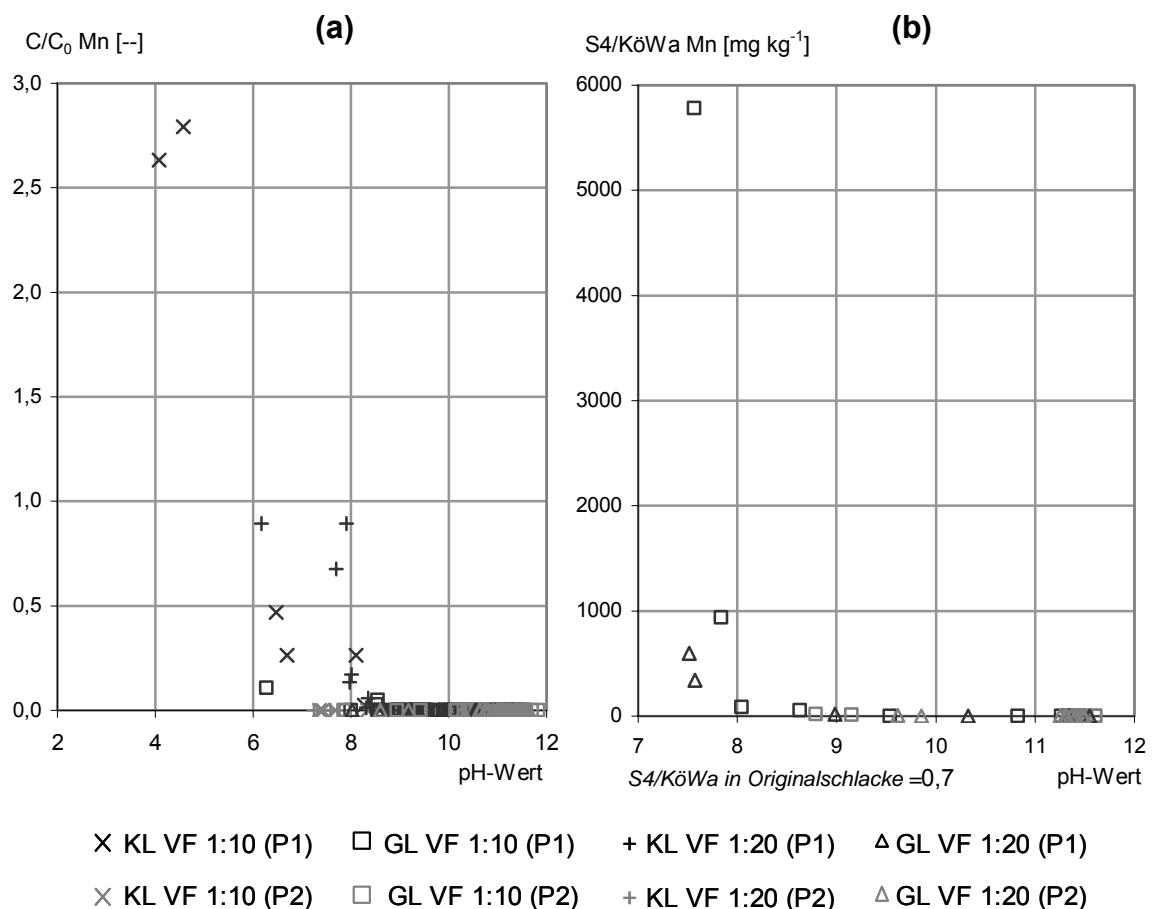 (a)
C/C0 Mn [--]
3,0
2,5
2,0
1,5
1,0
0,5
0,0
2 4 6 8 10 12
pH-Wert
(b)
S4/KöWa Mn [mg kg-1]
6000
5000
4000
3000
2000
1000
0
7 8 9 10 11 12
S4/KöWa in Originalschlacke =0,7 pH-Wert
KL VF 1:10 (P1) GL VF 1:10 (P1) KL VF 1:20 (P1) GL VF 1:20 (P1)
KL VF 1:10 (P2) GL VF 1:10 (P2) KL VF 1:20 (P2) GL VF 1:20 (P2)